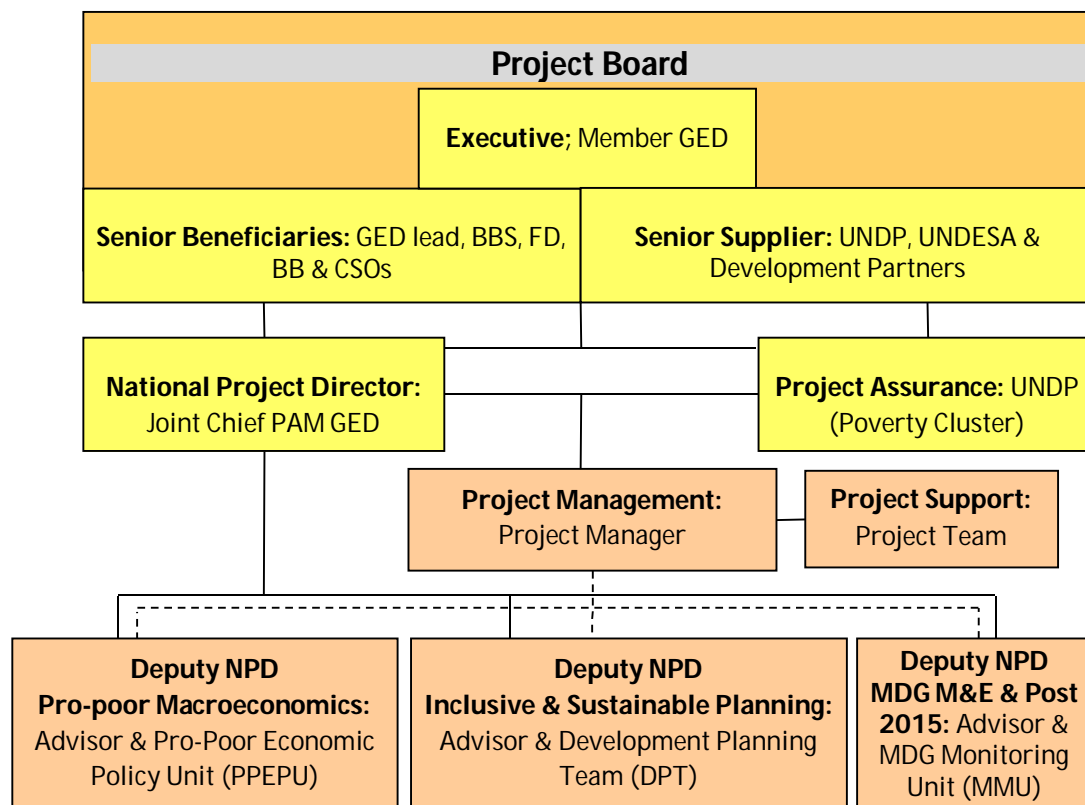 Project Board
Executive; Member GED
Senior Beneficiaries: GED lead, BBS, FD,
BB & CSOs
Senior Supplier: UNDP, UNDESA &
Development Partners
National Project Director:
Joint Chief PAM GED
Project Assurance: UNDP
(Poverty Cluster)
Project Management:
Project Manager
Project Support:
Project Team
Deputy NPD
Pro-poor Macroeconomics:
Advisor & Pro-Poor Economic
Policy Unit (PPEPU)
Deputy NPD
Inclusive & Sustainable Planning:
Advisor & Development Planning
Team (DPT)
Deputy NPD
MDG M&E & Post
2015: Advisor &
MDG Monitoring
Unit (MMU)